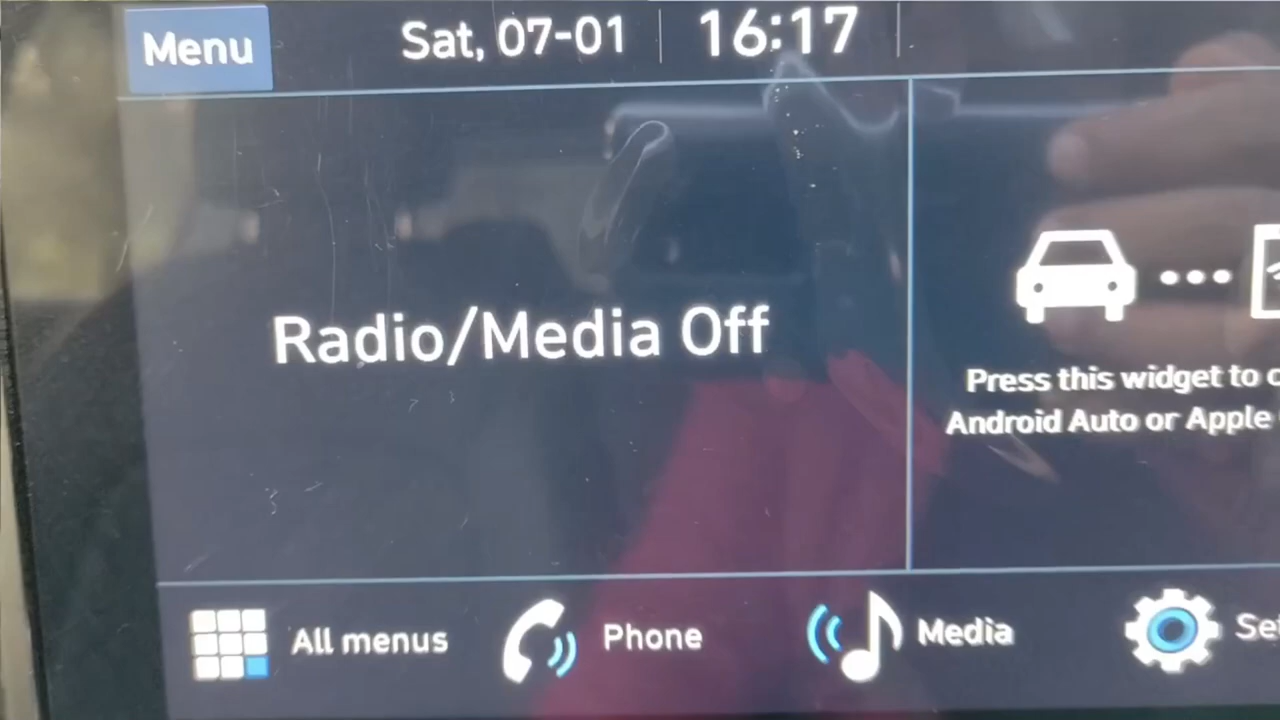 Menu
Sat, 07-01
16:17
Radio/Media Off
Press this widget to
Android Auto or Apple
All menus
Phone
Media